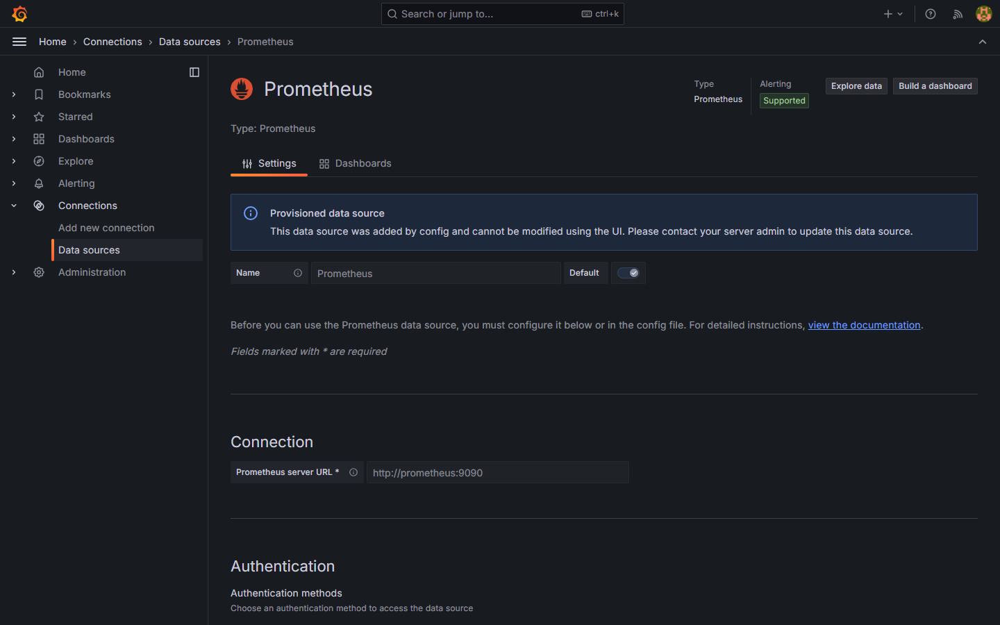 Search or jump to...
ctrl+k
Home › Connections › Data sources › Prometheus
Home
Bookmarks
Starred
Dashboards
Explore
Alerting
Connections
Add new connection
Data sources
Administration
Prometheus
Type
Prometheus
Alerting
Supported
Explore data
Build a dashboard
Type: Prometheus
Settings
Dashboards
Provisioned data source
This data source was added by config and cannot be modified using the UI. Please contact your server admin to update this data source.
Name
Prometheus
Default
Before you can use the Prometheus data source, you must configure it below or in the config file. For detailed instructions, view the documentation.
Fields marked with * are required
Connection
Prometheus server URL *
http://prometheus:9090
Authentication
Authentication methods
Choose an authentication method to access the data source